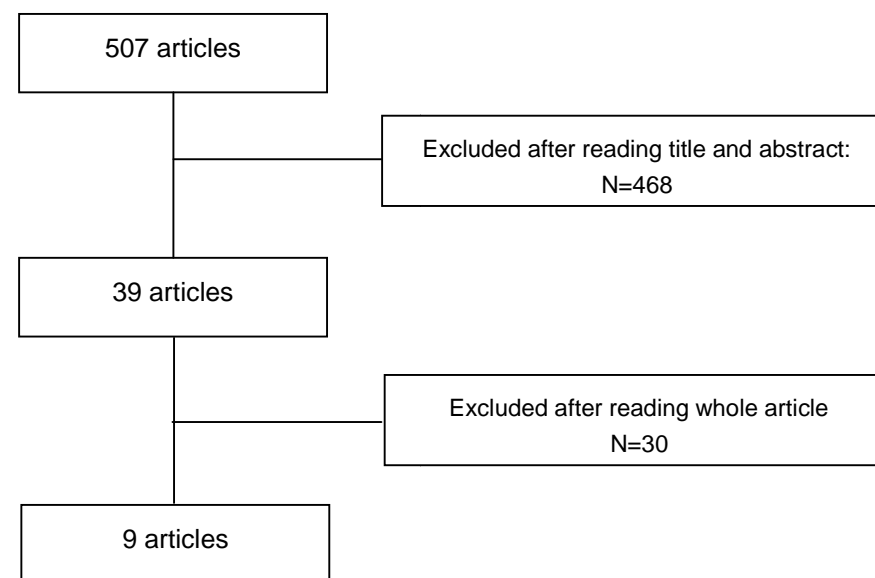 507 articles
Excluded after reading title and abstract:
N=468
39 articles
Excluded after reading whole article
N=30
9 articles